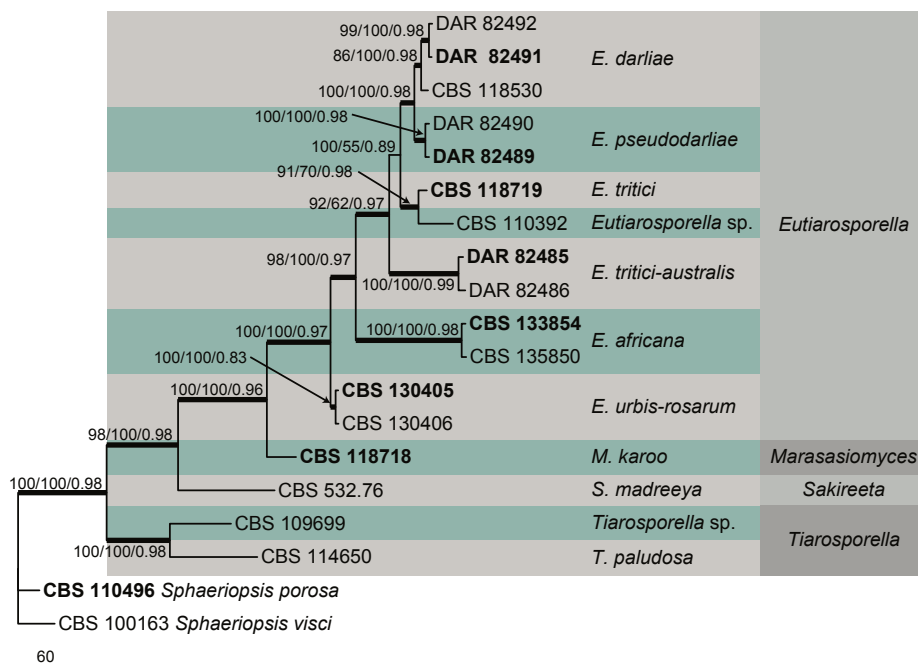 DAR 82492
99/100/0.98
DAR 82491
86/100/0.98
E. darliae
CBS 118530
100/100/0.98
DAR 82490
100/100/0.98
E. pseudodarliae
100/55/0.89
DAR 82489
91/70/0.98
CBS 118719
E. tritici
92/62/0.97
CBS 110392
Eutiarosporella sp.
Eutiarosporella
DAR 82485
98/100/0.97
E. tritici-australis
100/100/0.99
DAR 82486
CBS 133854
100/100/0.97
100/100/0.98
E. africana
CBS 135850
100/100/0.83
100/100/0.96
CBS 130405
E. urbis-rosarum
CBS 130406
98/100/0.98
CBS 118718
M. karoo
Marasasiomyces
100/100/0.98
CBS 532.76
S. madreeya
Sakireeta
CBS 109699
Tiarosporella sp.
Tiarosporella
100/100/0.98
CBS 114650
T. paludosa
CBS 110496 Sphaeriopsis porosa
CBS 100163 Sphaeriopsis visci
60